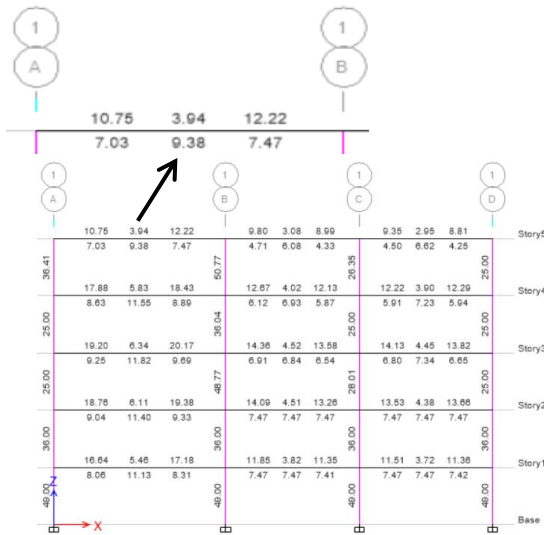 1 1
A B
10.75 3.94 12.22
7.03 9.38 7.47
1 1 1 1
A B C D
10.75 3.94 12.22 9.80 3.08 8.99 9.35 2.95 8.81 Story5
7.03 9.38 7.47 4.71 6.08 4.33 4.50 6.62 4.25
36.41 50.77 26.35 25.00
17.88 5.83 18.43 12.67 4.02 12.13 12.22 3.90 12.29 Story4
8.63 11.55 8.89 6.12 6.93 5.87 5.91 7.23 5.94
25.00 36.04 25.00 25.00
19.20 6.34 20.17 14.36 4.52 13.58 14.13 4.45 13.82 Story3
9.25 11.82 9.69 6.91 6.84 6.54 6.80 7.34 6.65
25.00 48.77 28.01 25.00
18.76 6.11 19.38 14.09 4.51 13.26 13.53 4.38 13.66 Story2
9.04 11.40 9.33 7.47 7.47 7.47 7.47 7.47 7.47
36.00 36.00 36.00 36.00
16.64 5.46 17.18 11.85 3.82 11.35 11.51 3.72 11.36 Story1
8.06 11.13 8.31 7.47 7.47 7.41 7.47 7.47 7.42
49.00 49.00 49.00 49.00
Z
X
Base